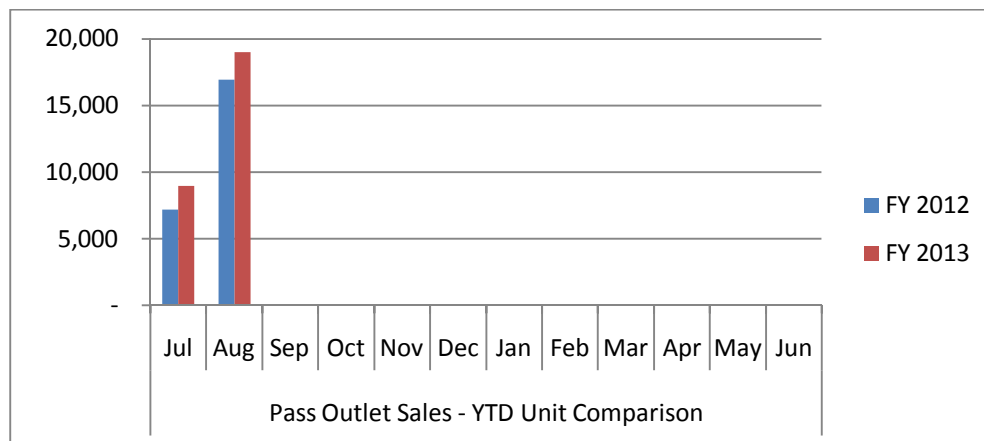 20,000
15,000
10,000
5,000
-
Jul Aug Sep Oct Nov Dec Jan Feb Mar Apr May Jun
Pass Outlet Sales - YTD Unit Comparison
FY 2012
FY 2013